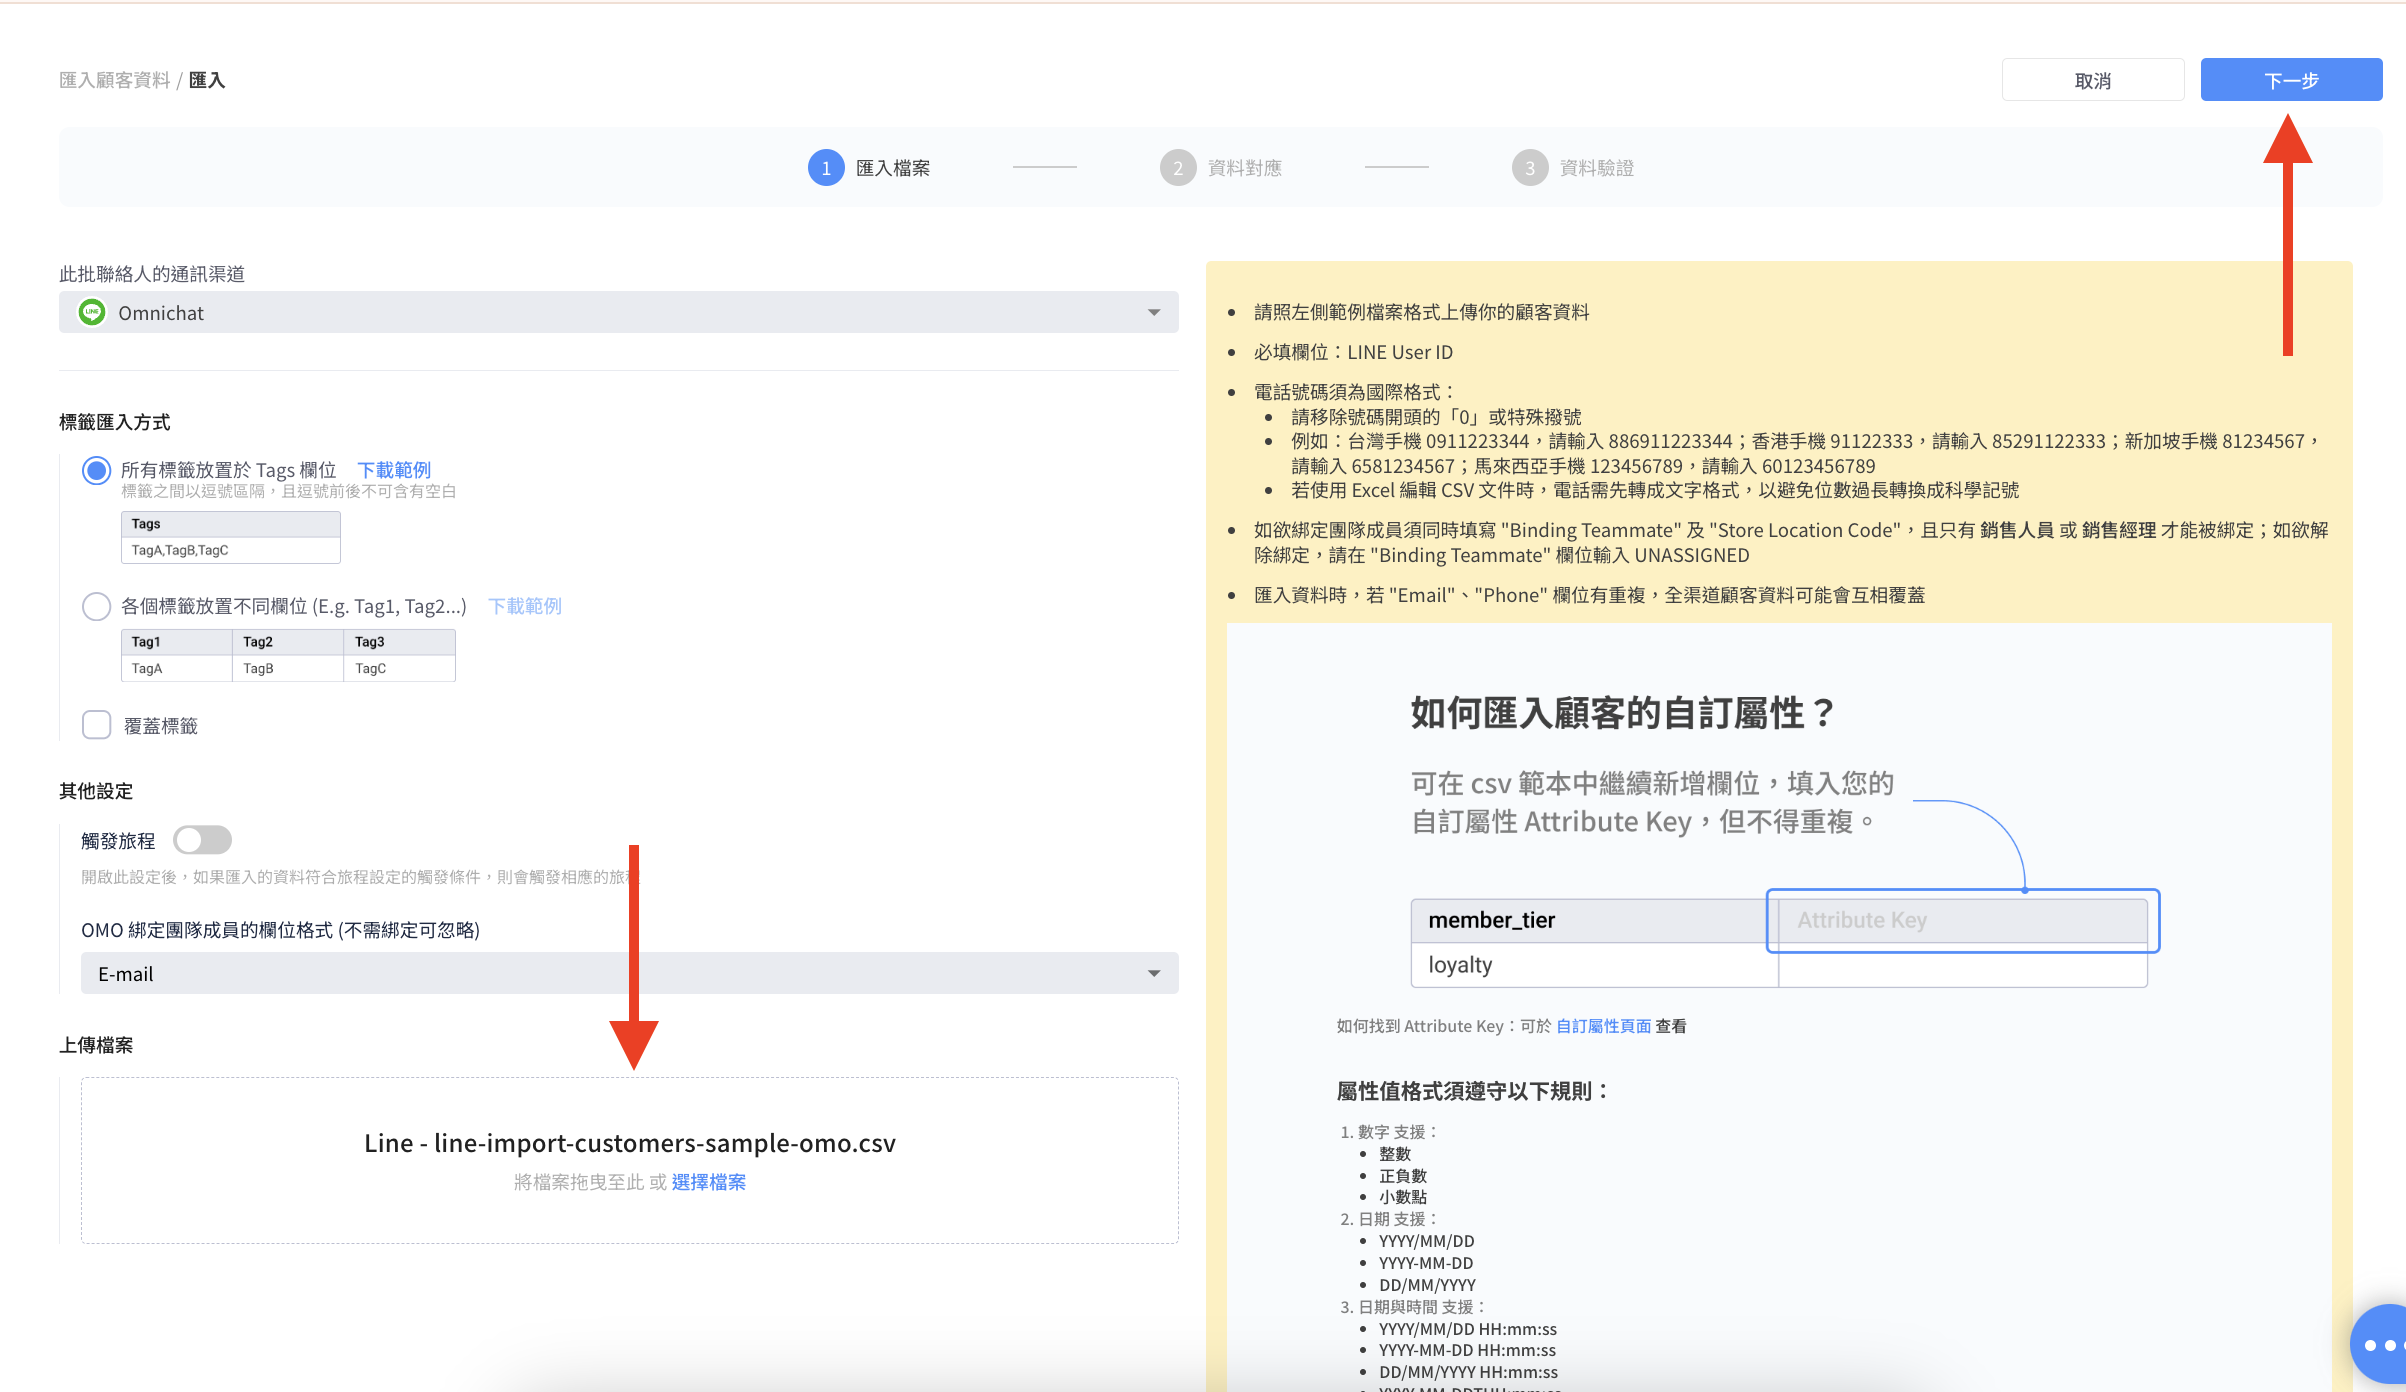 匯入顧客資料 / 匯入
取消
下一步
1 匯入檔案
2 資料對應
3 資料驗證
此批聯絡人的通訊渠道
LINE Omnichat
標籤匯入方式
所有標籤放置於 Tags 欄位 下載範例
標籤之間以逗號區隔，且逗號前後不可含有空白
Tags
TagA,TagB,TagC
各個標籤放置不同欄位 (E.g. Tag1, Tag2...) 下載範例
Tag1 Tag2 Tag3
TagA TagB TagC
覆蓋標籤
其他設定
觸發旅程
開啟此設定後，如果匯入的資料符合旅程設定的觸發條件，則會觸發相應的旅程
OMO 綁定團隊成員的欄位格式 (不需綁定可忽略)
E-mail
上傳檔案
Line - line-import-customers-sample-omo.csv
將檔案拖曳至此 或 選擇檔案
請照左側範例檔案格式上傳你的顧客資料
必填欄位：LINE User ID
電話號碼須為國際格式：
請移除號碼開頭的「0」或特殊撥號
例如：台灣手機 0911223344，請輸入 886911223344；香港手機 91122333，請輸入 85291122333；新加坡手機 81234567，
請輸入 6581234567；馬來西亞手機 123456789，請輸入 60123456789
若使用 Excel 編輯 CSV 文件時，電話需先轉成文字格式，以避免位數過長轉換成科學記號
如欲綁定團隊成員須同時填寫 "Binding Teammate" 及 "Store Location Code"，且只有 銷售人員 或 銷售經理 才能被綁定；如欲解
除綁定，請在 "Binding Teammate" 欄位輸入 UNASSIGNED
匯入資料時，若 "Email"、"Phone" 欄位有重複，全渠道顧客資料可能會互相覆蓋
如何匯入顧客的自訂屬性？
可在 csv 範本中繼續新增欄位，填入您的
自訂屬性 Attribute Key，但不得重複。
member_tier Attribute Key
loyalty
如何找到 Attribute Key：可於 自訂屬性頁面 查看
屬性值格式須遵守以下規則：
1. 數字 支援：
整數
正負數
小數點
2. 日期 支援：
YYYY/MM/DD
YYYY-MM-DD
DD/MM/YYYY
3. 日期與時間 支援：
YYYY/MM/DD HH:mm:ss
YYYY-MM-DD HH:mm:ss
DD/MM/YYYY HH:mm:ss